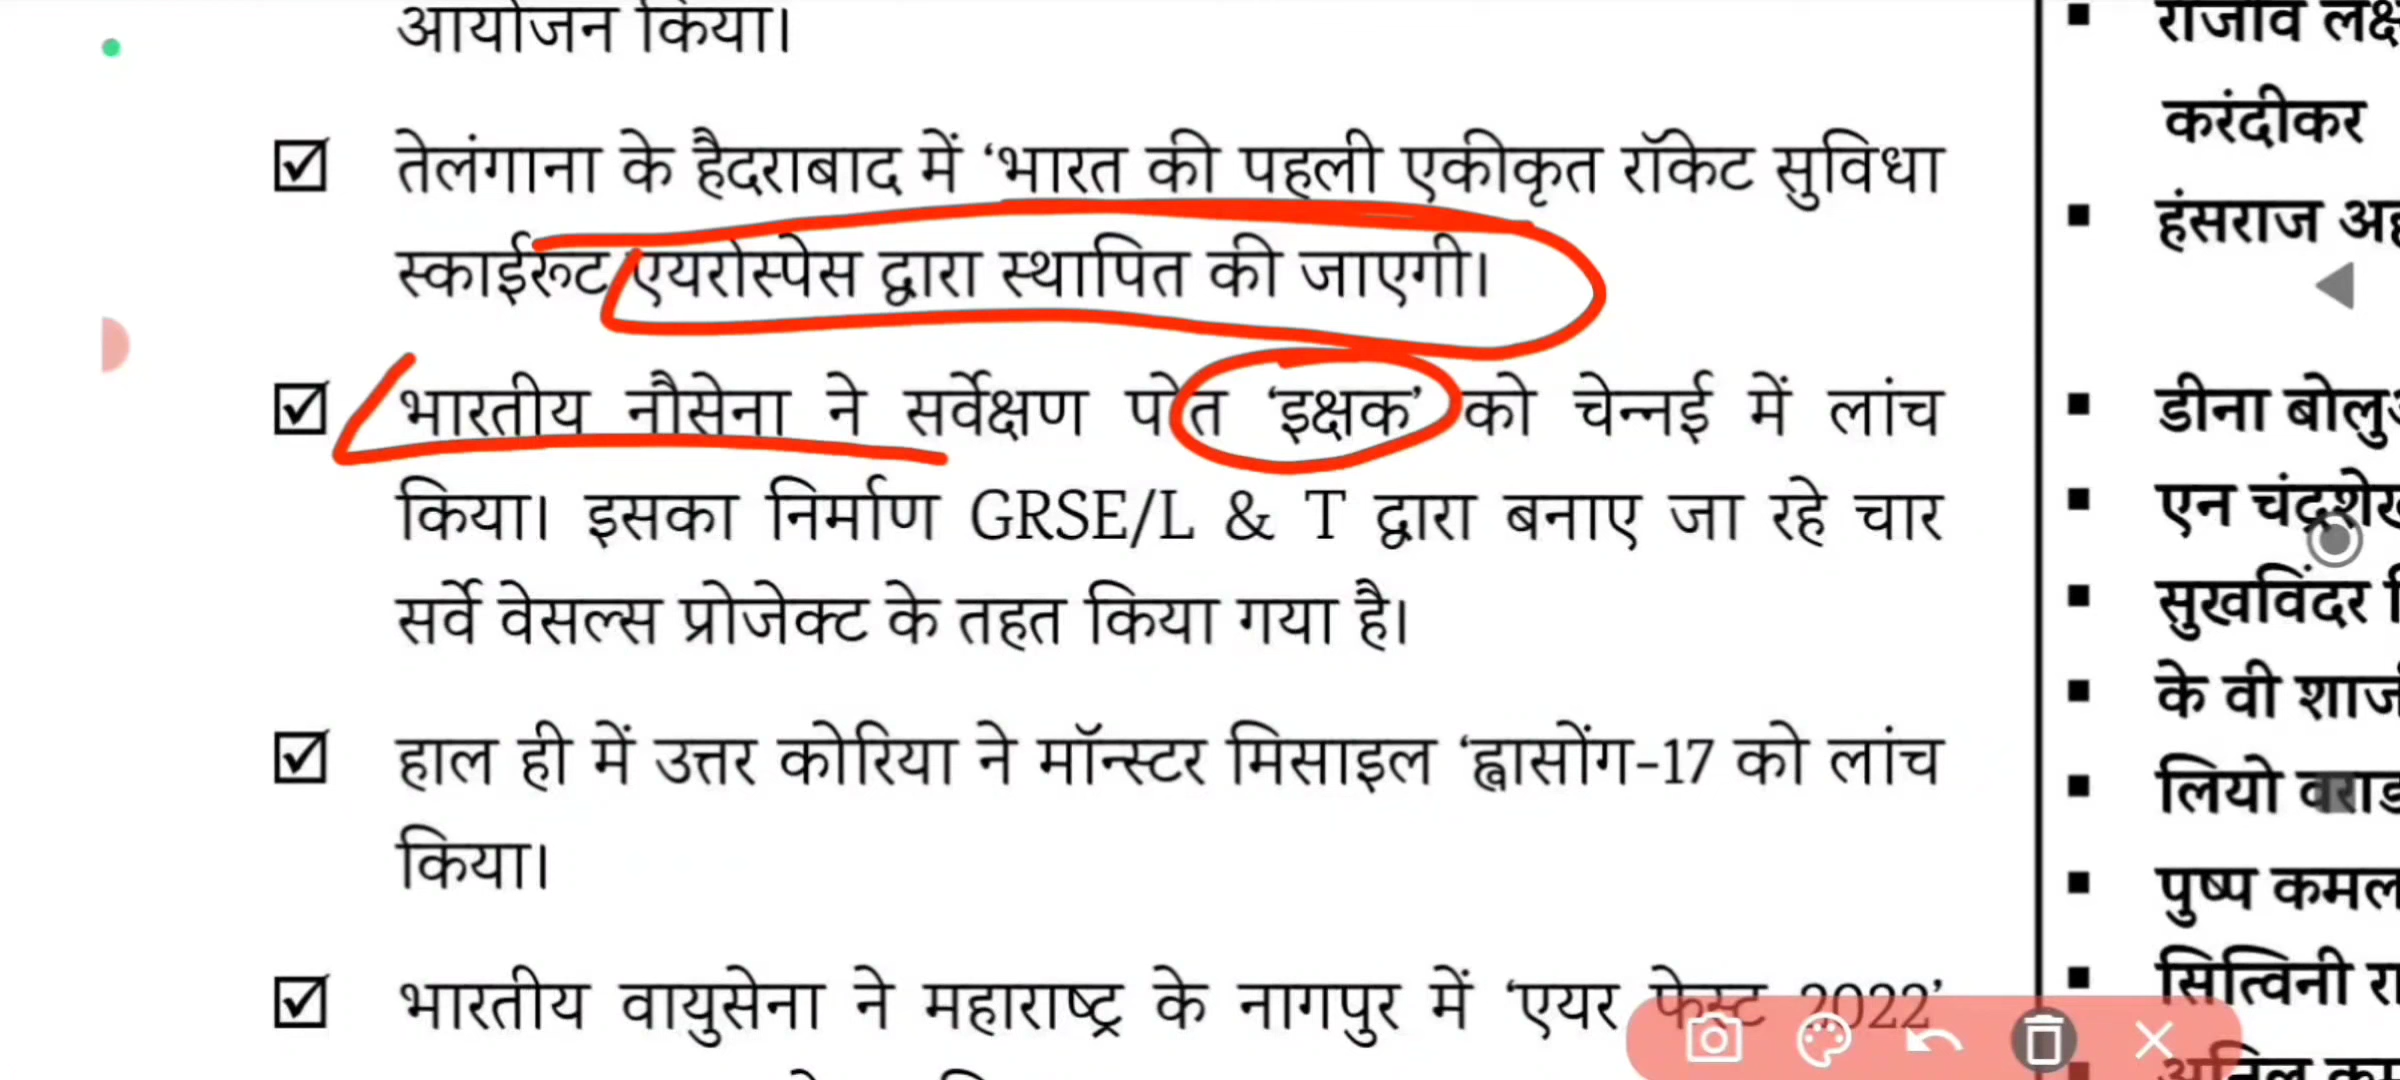 आयोजन किया।
तेलंगाना के हैदराबाद में ‘भारत की पहली एकीकृत रॉकेट सुविधा
स्काईरूट एयरोस्पेस द्वारा स्थापित की जाएगी।
भारतीय नौसेना ने सर्वेक्षण पोत ‘इक्षक’ को चेन्नई में लांच
किया। इसका निर्माण GRSE/L & T द्वारा बनाए जा रहे चार
सर्वे वेसल्स प्रोजेक्ट के तहत किया गया है।
हाल ही में उत्तर कोरिया ने मॉन्स्टर मिसाइल ‘ह्वासोंग-17 को लांच
किया।
भारतीय वायुसेना ने महाराष्ट्र के नागपुर में ‘एयर फेस्ट 2022’
राजीव
करंदीकर
हंसराज
डीना
एन
सुखविंदर
के वी
लियो
पुष्प कमल
सित्विनी